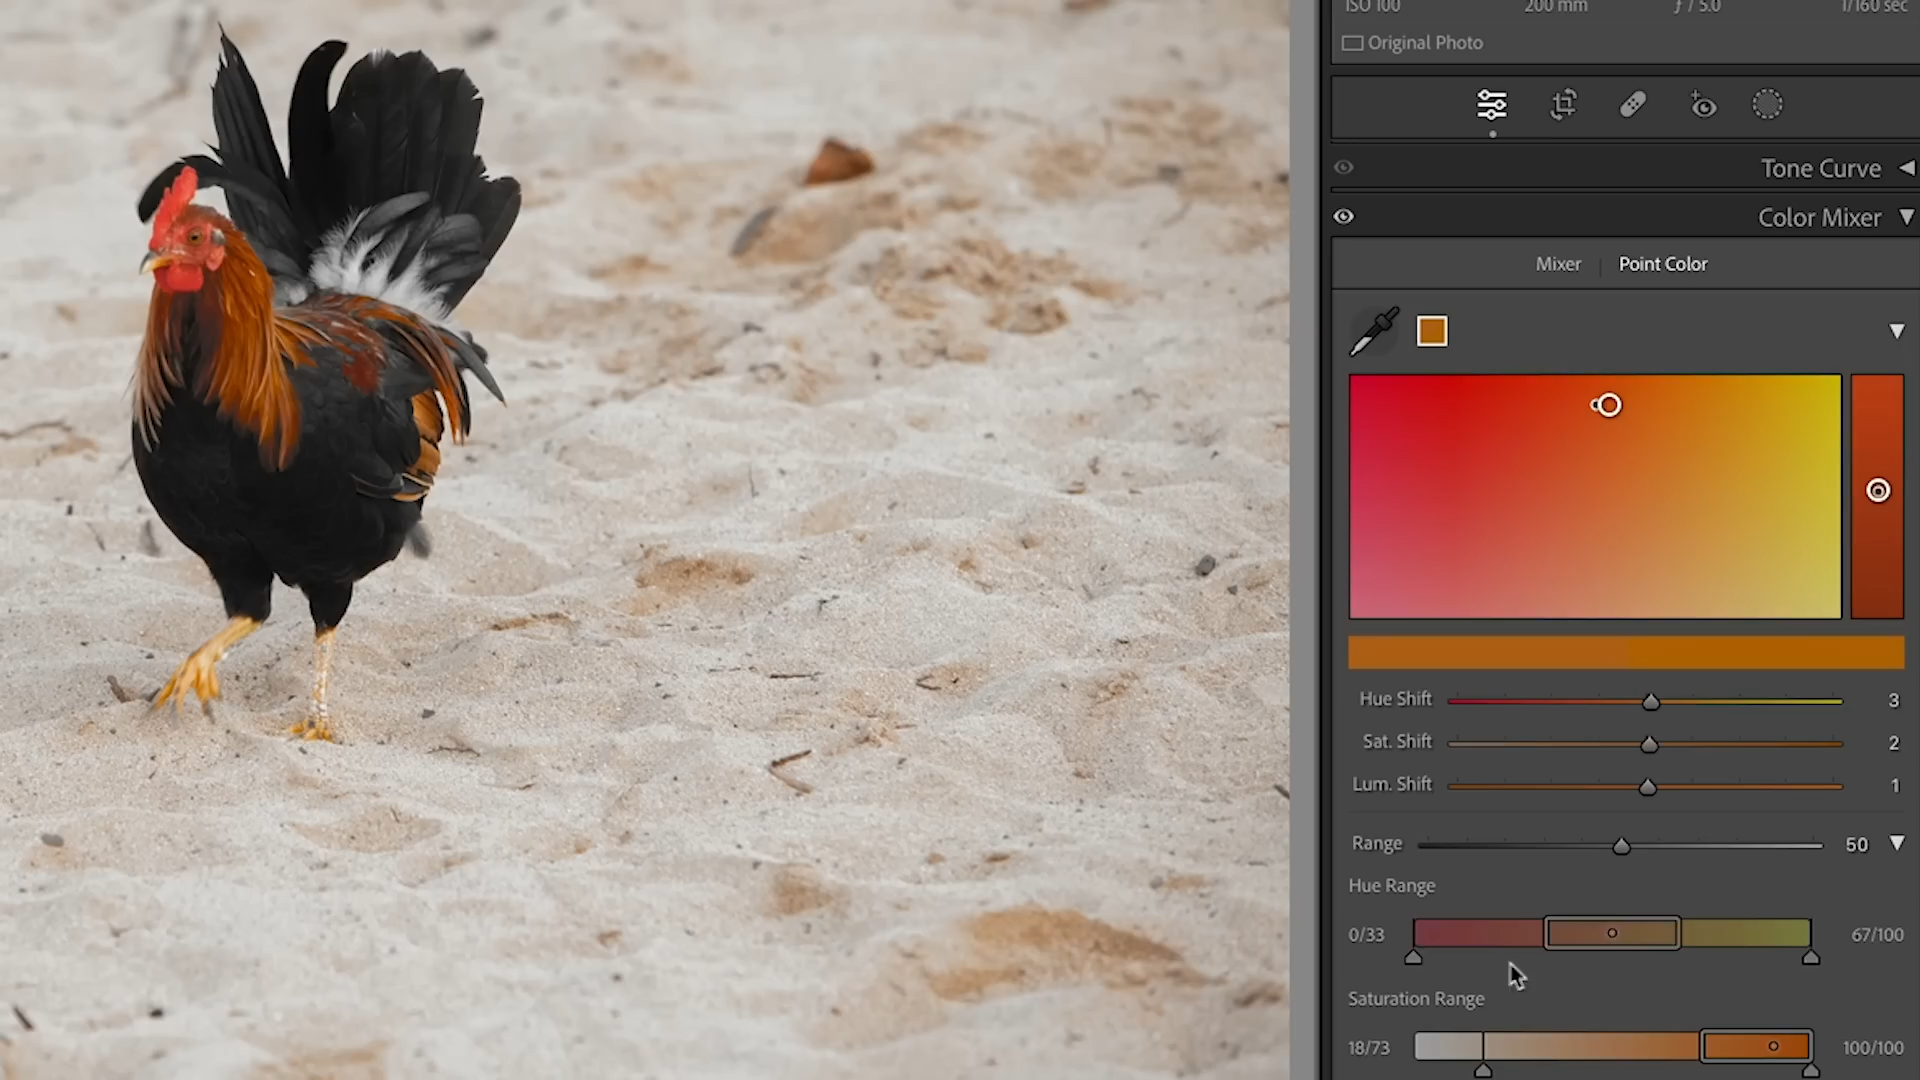 ISO 100 200 mm ƒ / 5.0 1/160 sec
Original Photo
Tone Curve
Color Mixer
Mixer | Point Color
Hue Shift 3
Sat. Shift 2
Lum. Shift 1
Range 50
Hue Range
0/33 67/100
Saturation Range
18/73 100/100